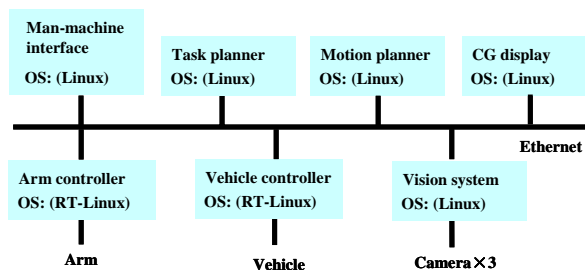 Man-machine
interface
OS: (Linux)
Task planner
OS: (Linux)
Motion planner
OS: (Linux)
CG display
OS: (Linux)
Ethernet
Arm controller
OS: (RT-Linux)
Vehicle controller
OS: (RT-Linux)
Vision system
OS: (Linux)
Arm
Vehicle
Camera×3